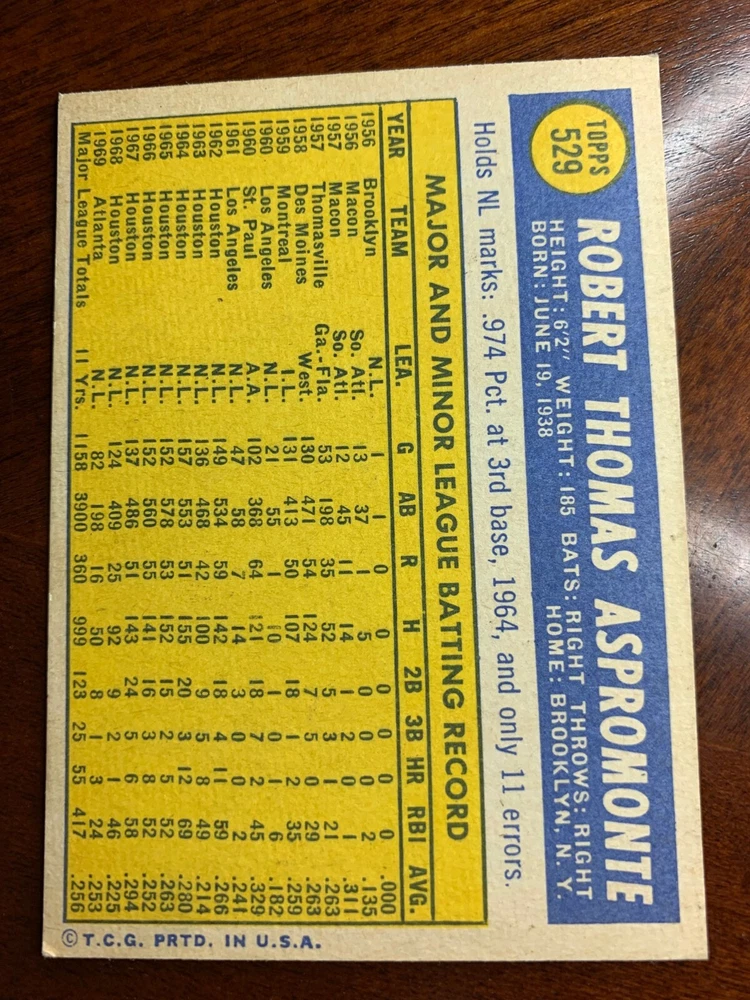 TOPPS
529
ROBERT THOMAS ASPROMONTE
HEIGHT: 6'2" WEIGHT: 185 BATS: RIGHT THROWS: RIGHT
BORN: JUNE 19, 1938 HOME: BROOKLYN, N. Y.
Holds NL marks: .974 Pct. at 3rd base, 1964, and only 11 errors.
MAJOR AND MINOR LEAGUE BATTING RECORD
YEAR TEAM LEA. G AB R H 2B 3B HR RBI AVG.
1956 Brooklyn N.L. 1 1 0 0 0 0 0 0 .000
1956 Macon So. Atl. 13 37 1 5 0 0 0 2 .135
1957 Macon So. Atl 12 45 11 14 1 2 0 1 .311
1957 Thomasville Ga.-Fla. 53 198 35 52 5 3 1 21 .263
1958 Des Moines West. 130 471 54 124 7 5 0 29 .263
1959 Montreal I.L. 131 413 50 107 18 1 2 35 .259
1960 Los Angeles N.L. 21 55 1 10 1 0 1 6 .182
1960 St. Paul A.A. 102 368 64 121 18 7 2 45 .329
1961 Los Angeles N.L. 47 58 7 14 3 0 0 2 .241
1962 Houston N.L. 149 534 59 142 18 4 11 59 .266
1963 Houston N.L. 136 468 42 100 9 5 8 49 .214
1964 Houston N.L. 157 553 51 155 20 3 12 69 .280
1965 Houston N.L. 152 578 53 152 15 2 5 52 .263
1966 Houston N.L. 152 560 55 141 16 3 8 52 .252
1967 Houston N.L. 137 486 51 143 24 5 6 58 .294
1968 Houston N.L. 124 409 25 92 9 2 1 46 .225
1969 Atlanta N.L. 82 198 16 50 8 1 3 24 .253
Major League Totals 11 Yrs. 1158 3900 360 999 123 25 55 417 .256
© T.C.G. PRTD. IN U.S.A.